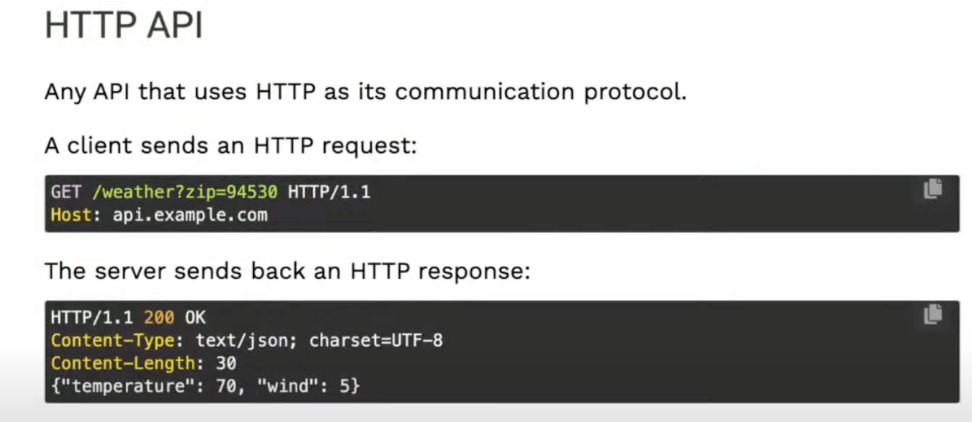 HTTP API
Any API that uses HTTP as its communication protocol.
A client sends an HTTP request:
GET /weather?zip=94530 HTTP/1.1
Host: api.example.com
The server sends back an HTTP response:
HTTP/1.1 200 OK
Content-Type: text/json; charset=UTF-8
Content-Length: 30
{"temperature": 70, "wind": 5}